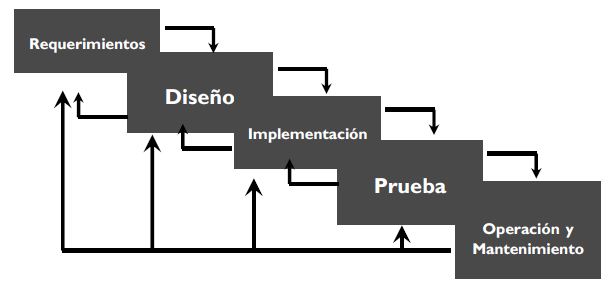 Requerimientos
Diseño
Implementación
Prueba
Operación y
Mantenimiento